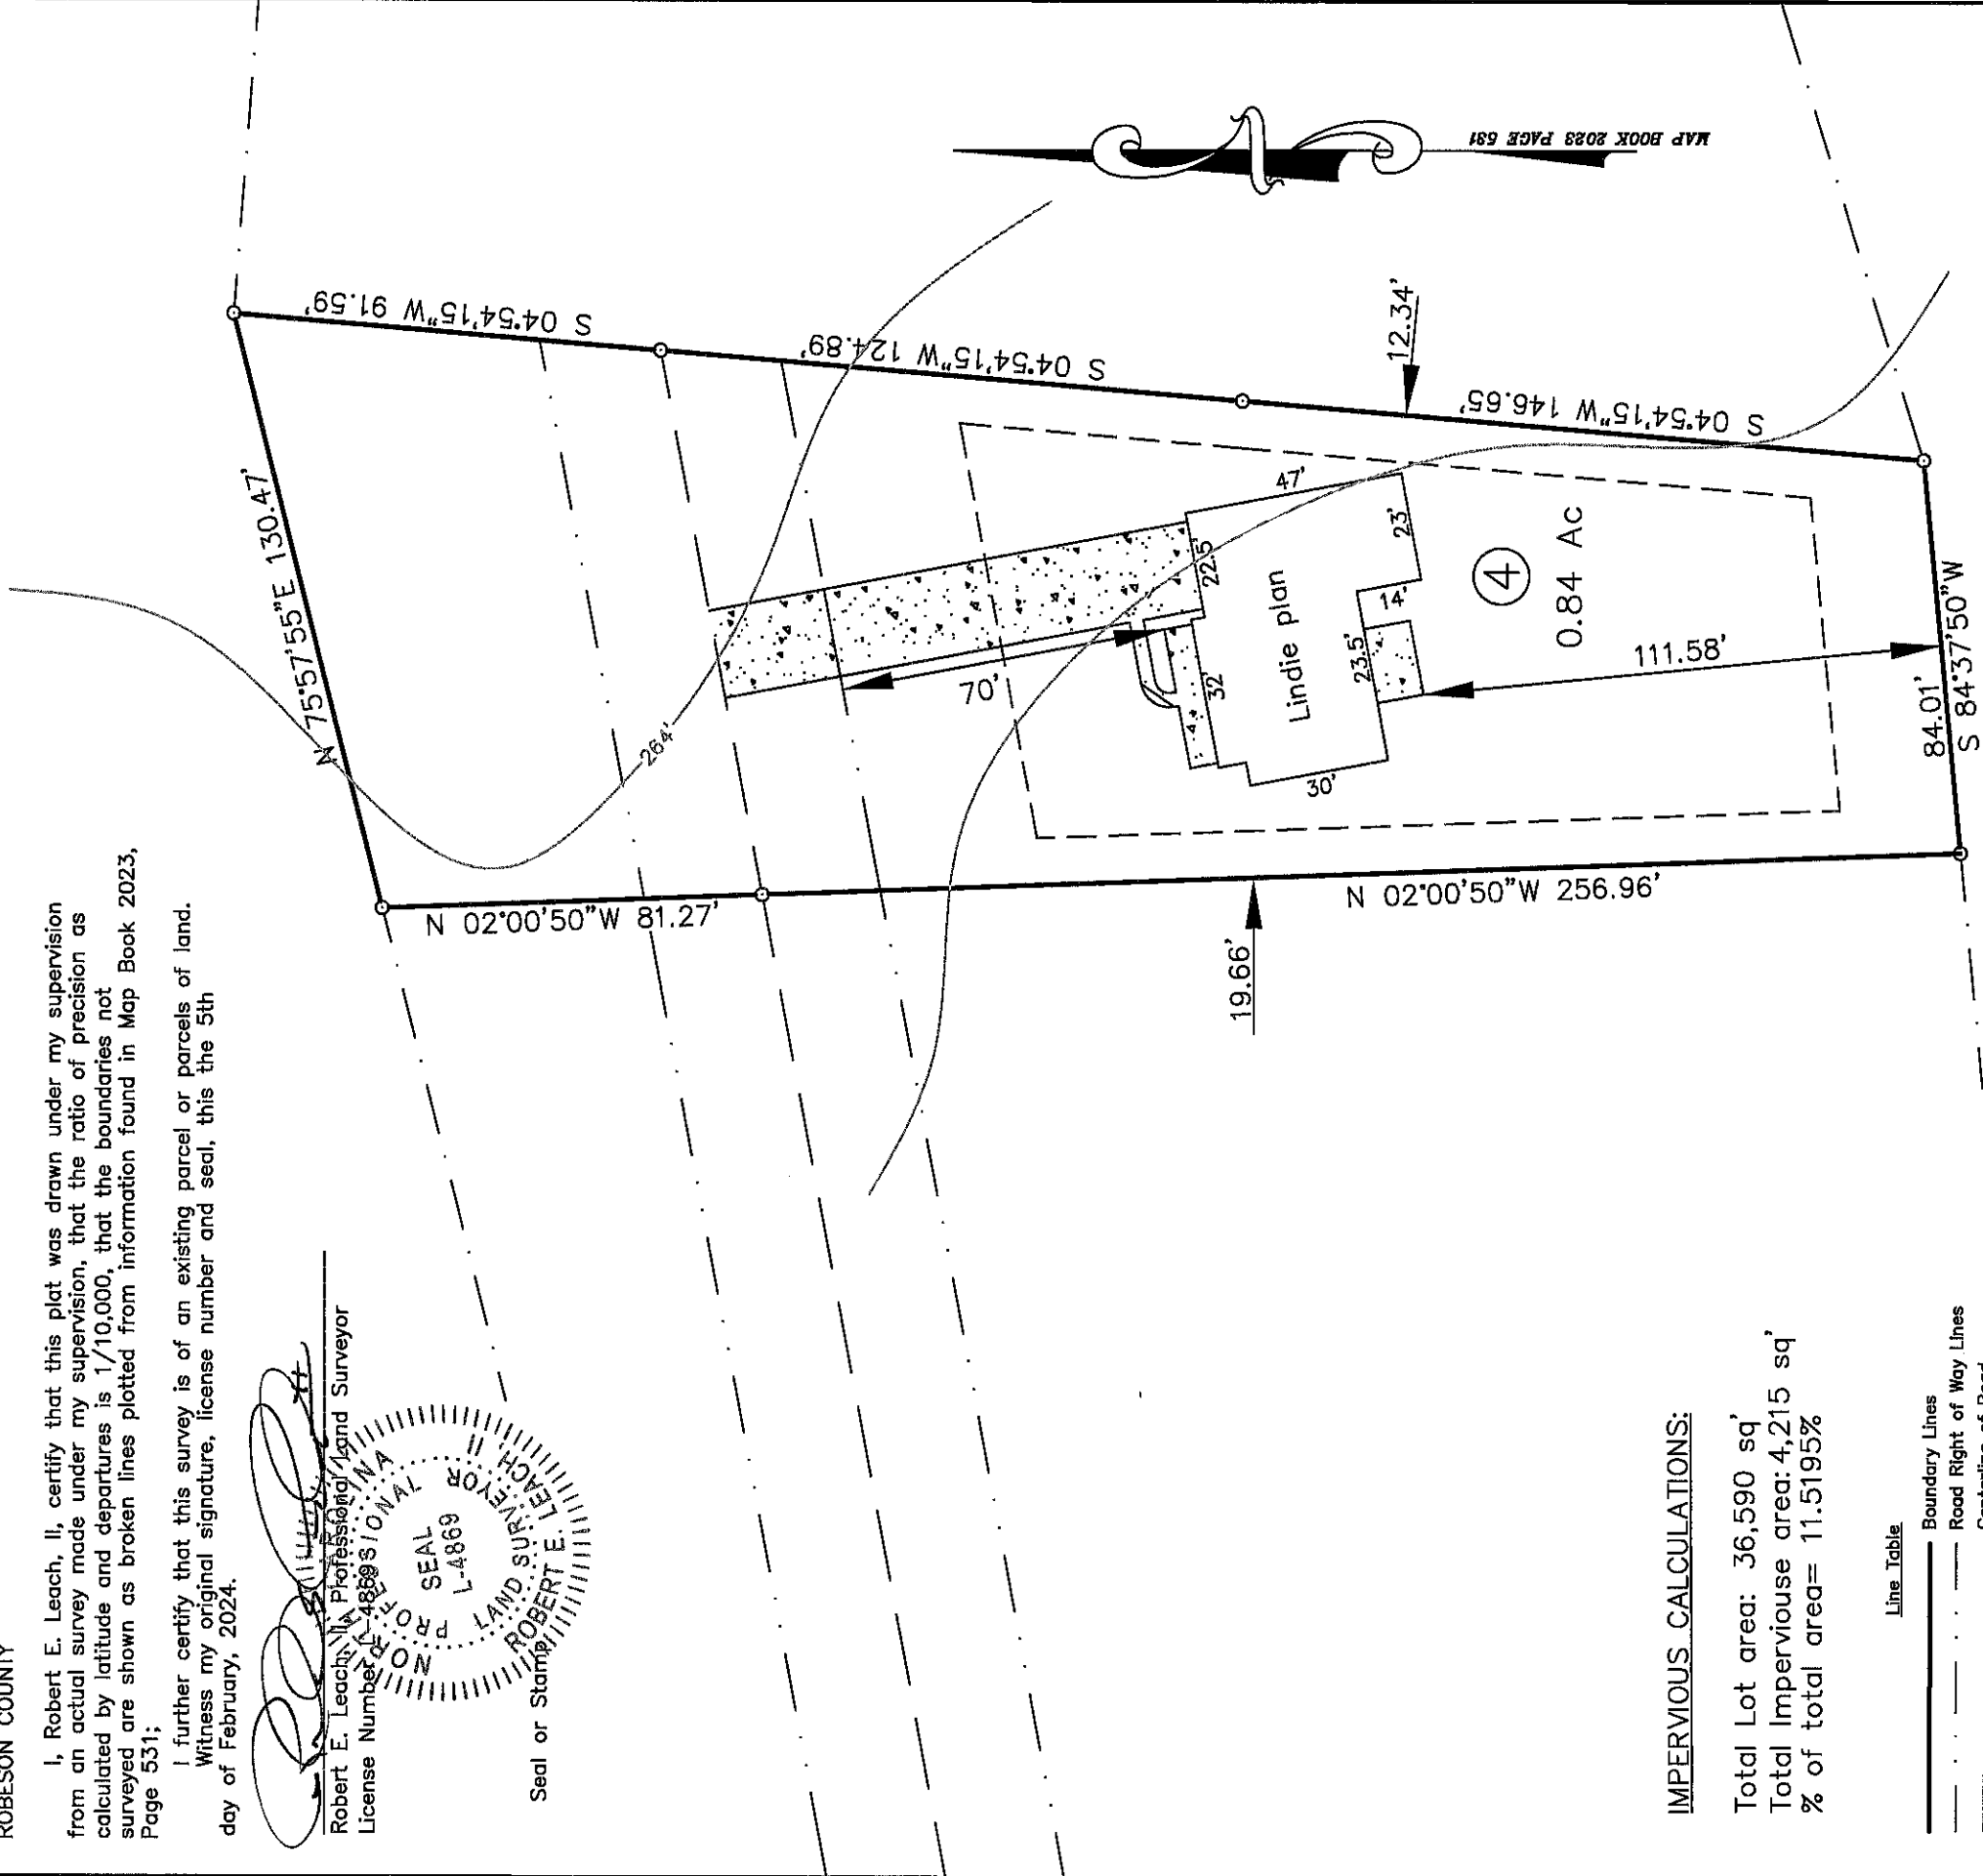 ROBESON COUNTY
I, Robert E. Leach, II, certify that this plat was drawn under my supervision
from an actual survey made under my supervision, that the ratio of precision as
calculated by latitude and departures is 1/10,000, that the boundaries not
surveyed are shown as broken lines plotted from information found in Map Book 2023,
Page 531;
I further certify that this survey is of an existing parcel or parcels of land.
Witness my original signature, license number and seal, this the 5th
day of February, 2024.
Robert E. Leach, II, Professional Land Surveyor
License Number L-4869
Seal or Stamp
NORTH CAROLINA
PROFESSIONAL
SEAL
L-4869
LAND SURVEYOR
ROBERT E. LEACH, II
N 75°57'55"E 130.47'
S 04°54'15"W 91.59'
S 04°54'15"W 124.89'
S 04°54'15"W 146.65'
MAP BOOK 2023 PAGE 531
N 02°00'50"W 81.27'
N 02°00'50"W 256.96'
264'
70'
12.34'
19.66'
47'
22.5'
23'
14'
32'
23.5'
30'
Lindie plan
4
0.84 Ac
111.58'
84.01'
S 84°37'50"W
IMPERVIOUS CALCULATIONS:
Total Lot area: 36,590 sq'
Total Imperviouse area: 4,215 sq'
% of total area= 11.5195%
Line Table
Boundary Lines
Road Right of Way Lines